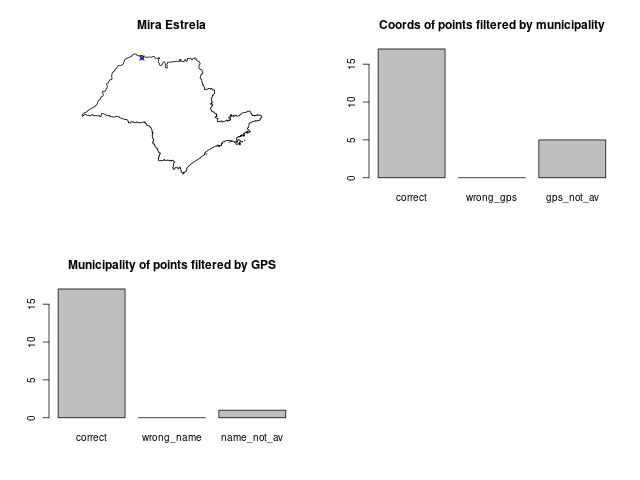 Mira Estrela
Coords of points filtered by municipality
15
10
5
0
correct wrong_gps gps_not_av
Municipality of points filtered by GPS
15
10
5
0
correct wrong_name name_not_av